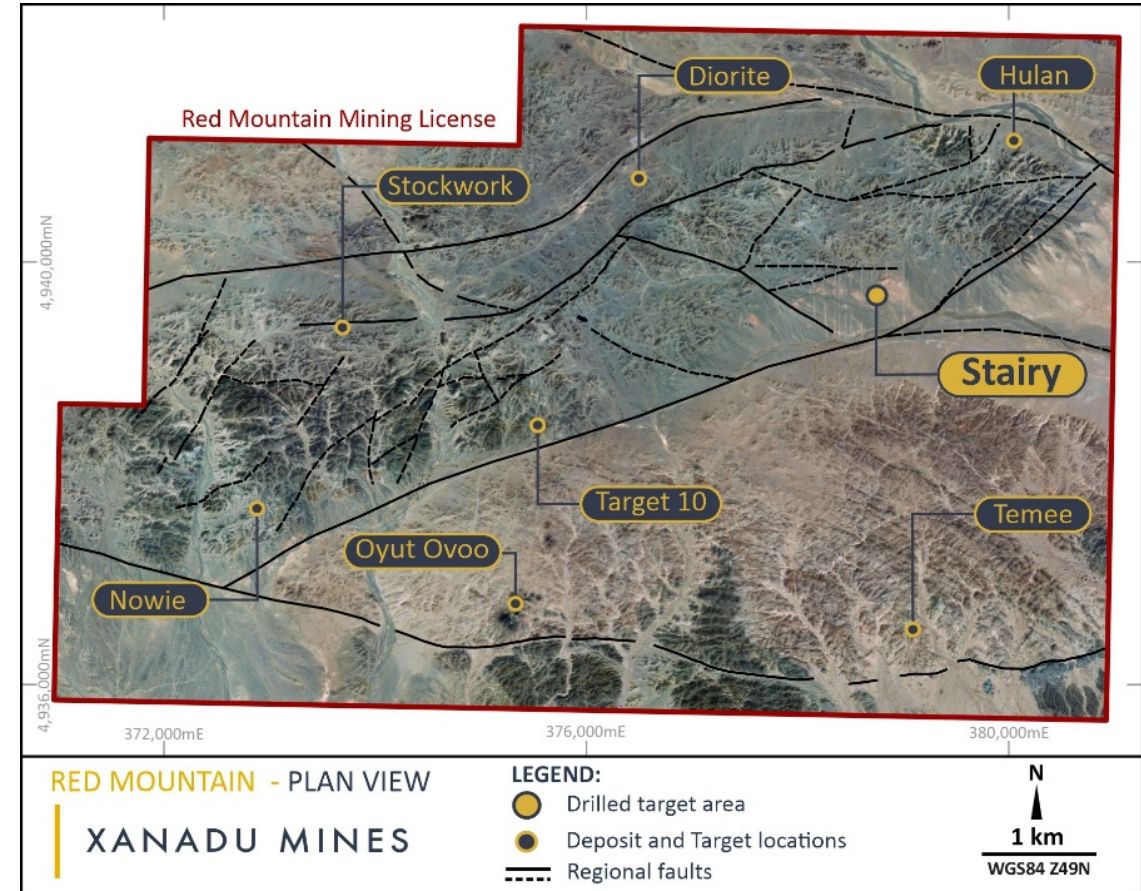 Diorite
Hulan
Red Mountain Mining License
Stockwork
4,940,000mN
Stairy
Target 10
Temee
Oyut Ovoo
Nowie
4,936,000mN
372,000mE
376,000mE
380,000mE
RED MOUNTAIN - PLAN VIEW
XANADU MINES
LEGEND:
Drilled target area
Deposit and Target locations
Regional faults
N
1 km
WGS84 Z49N